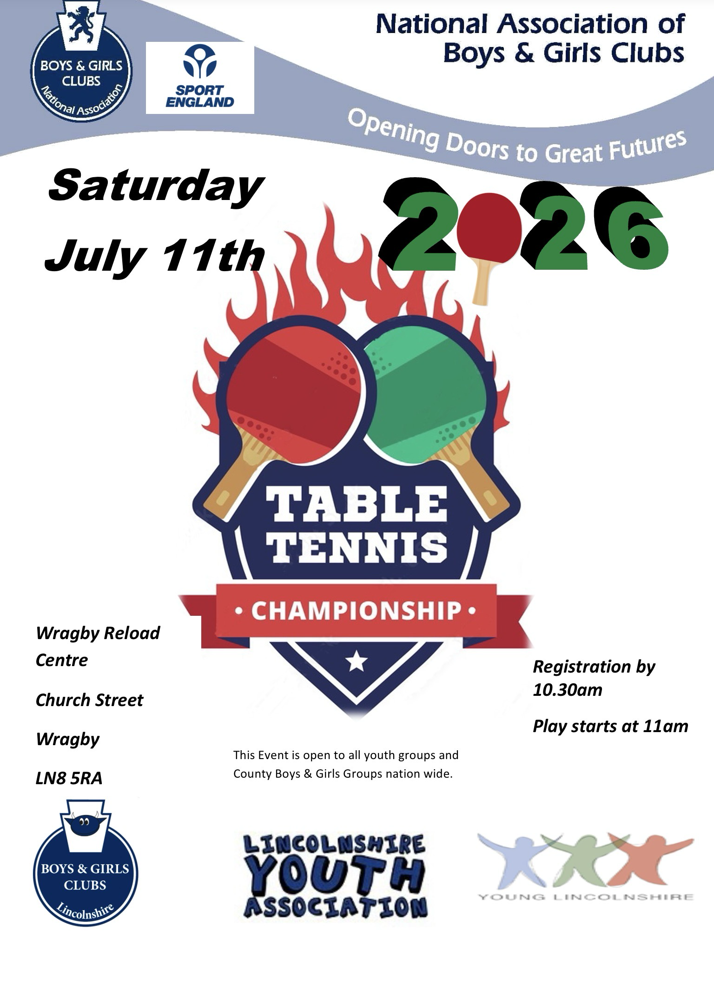 National Association of
Boys & Girls Clubs
BOYS & GIRLS
CLUBS
National Association
SPORT
ENGLAND
Opening Doors to Great Futures
Saturday
July 11th
2026
TABLE
TENNIS
• CHAMPIONSHIP •
Wragby Reload
Centre
Church Street
Wragby
LN8 5RA
Registration by
10.30am
Play starts at 11am
This Event is open to all youth groups and
County Boys & Girls Groups nation wide.
BOYS & GIRLS
CLUBS
Lincolnshire
LINCOLNSHIRE
YOUTH
ASSOCIATION
YOUNG LINCOLNSHIRE